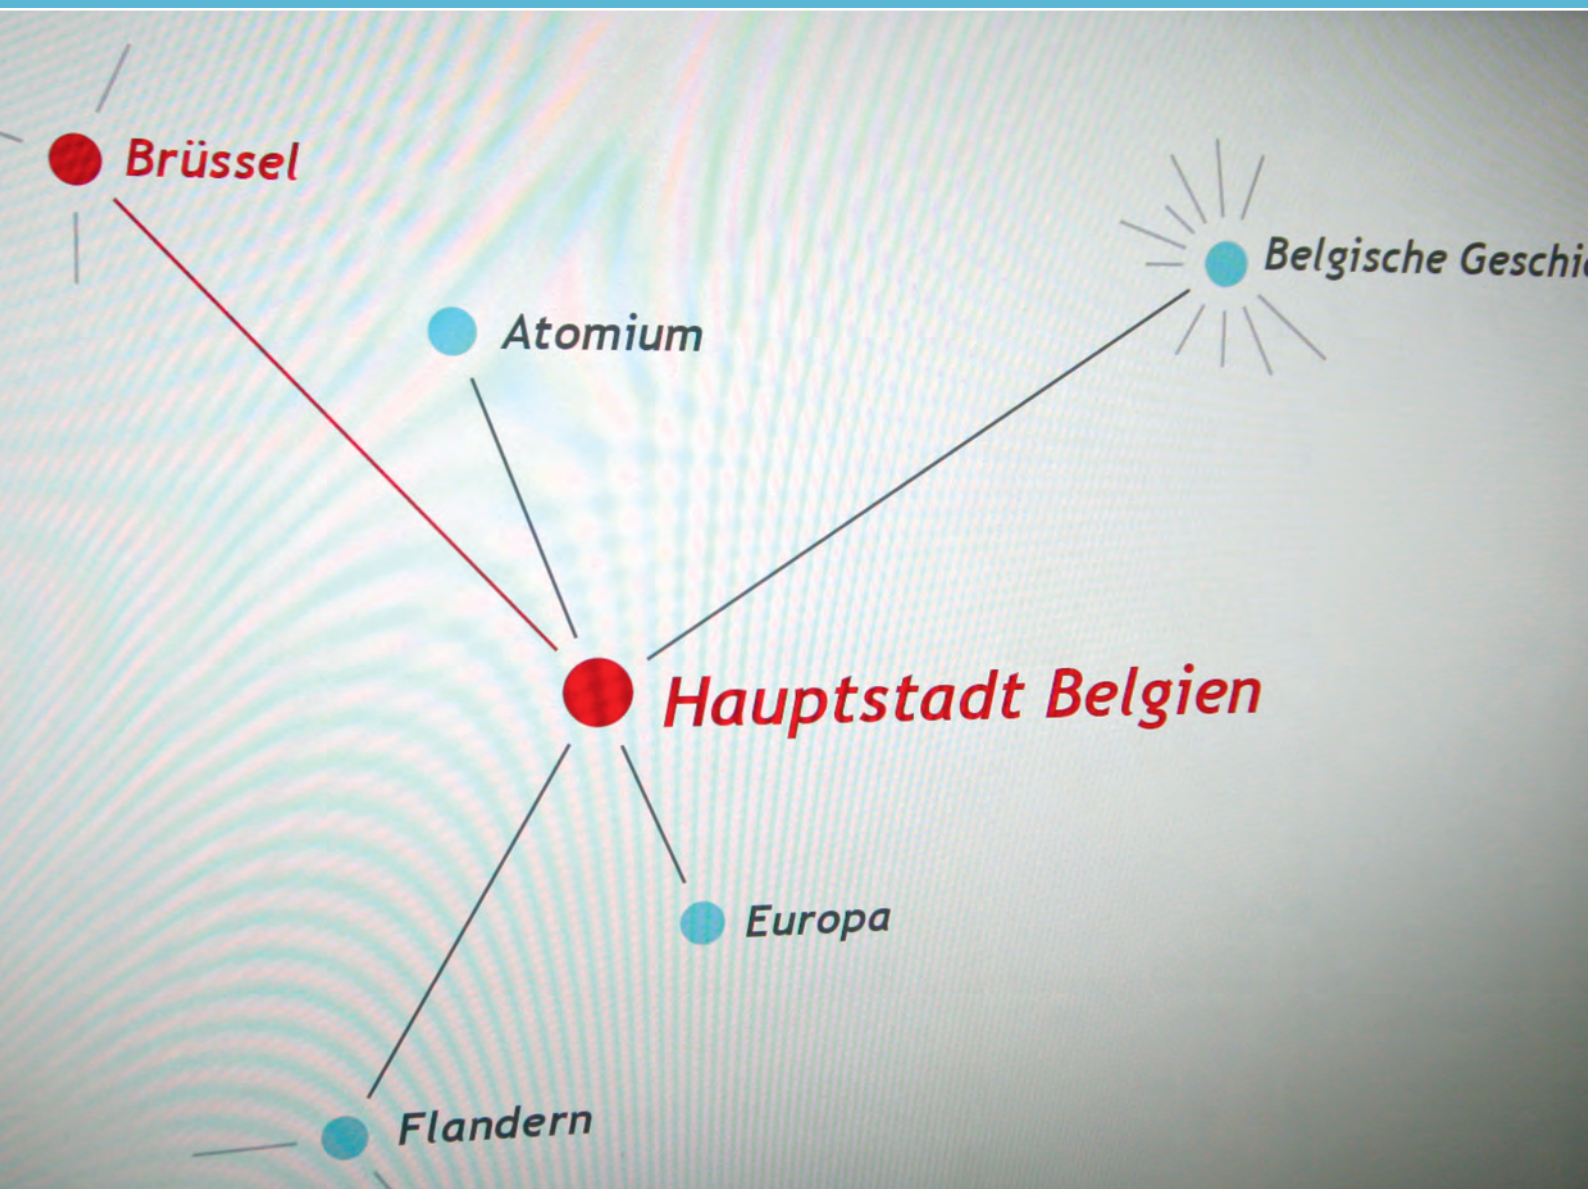 Brüssel
Belgische
Atomium
Hauptstadt Belgien
Europa
Flandern